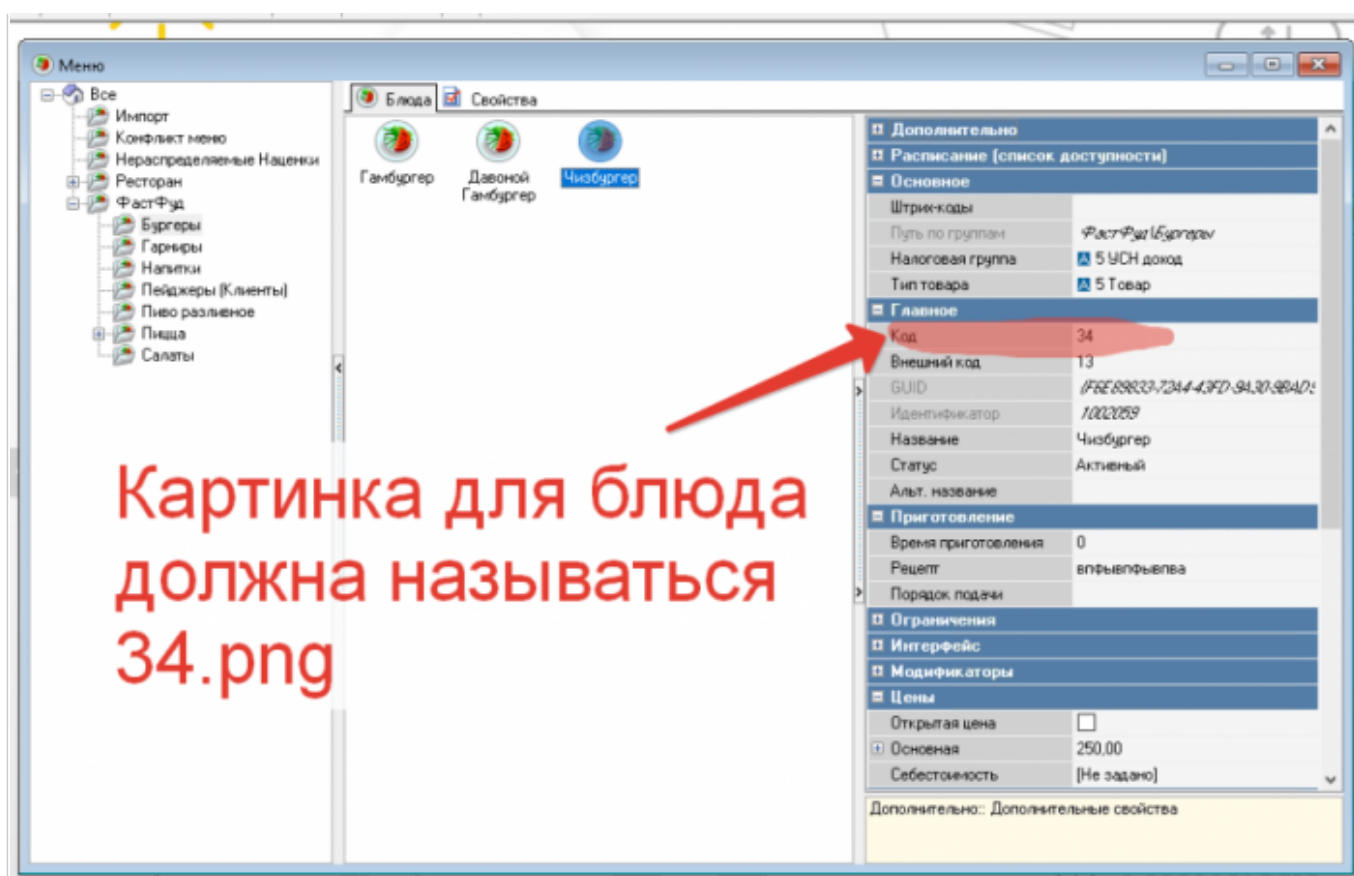 Меню
Все
Импорт
Конфликт меню
Нераспределяемые Наценки
Ресторан
ФастФуд
Бургеры
Гарниры
Напитки
Пейджеры (Клиенты)
Пиво разливное
Пицца
Салаты
Блюда Свойства
Гамбургер
Давоной Гамбургер
Чизбургер
Дополнительно
Расписание (список доступности)
Основное
Штрих-коды
Путь по группам ФастФуд\Бургеры
Налоговая группа 5 УСН доход
Тип товара 5 Товар
Главное
Код 34
Внешний код 13
GUID
Идентификатор 1002059
Название Чизбургер
Статус Активный
Альт. название
Приготовление
Время приготовления 0
Рецепт впфывпфывпва
Порядок подачи
Ограничения
Интерфейс
Модификаторы
Цены
Открытая цена
Основная 250,00
Себестоимость [Не задано]
Дополнительно:: Дополнительные свойства
Картинка для блюда
должна называться
34.png